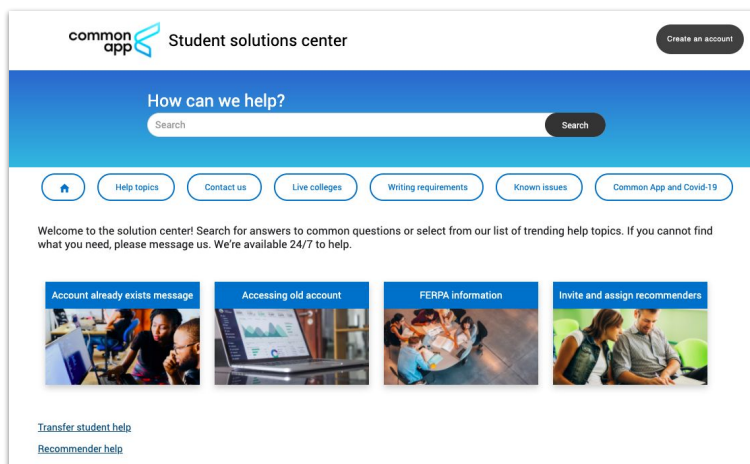 common
app
Student solutions center
Create an account
How can we help?
Search
Search
Help topics
Contact us
Live colleges
Writing requirements
Known issues
Common App and Covid-19
Welcome to the solution center! Search for answers to common questions or select from our list of trending help topics. If you cannot find
what you need, please message us. We're available 24/7 to help.
Account already exists message
Accessing old account
FERPA information
Invite and assign recommenders
Transfer student help
Recommender help